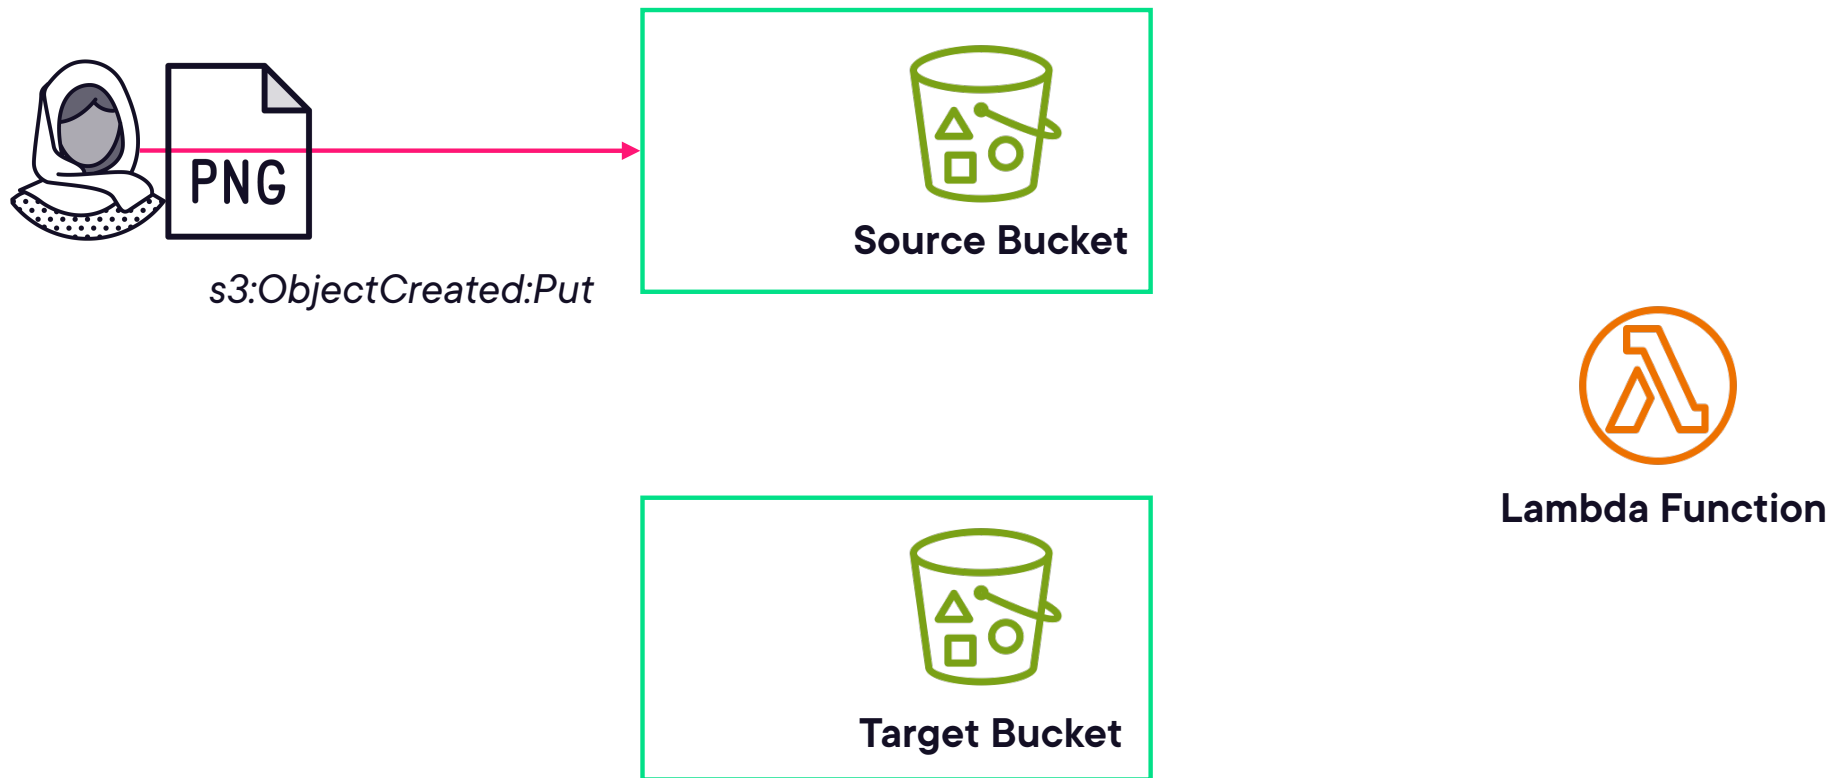 PNG
Source Bucket
s3:ObjectCreated:Put
Lambda Function
Target Bucket